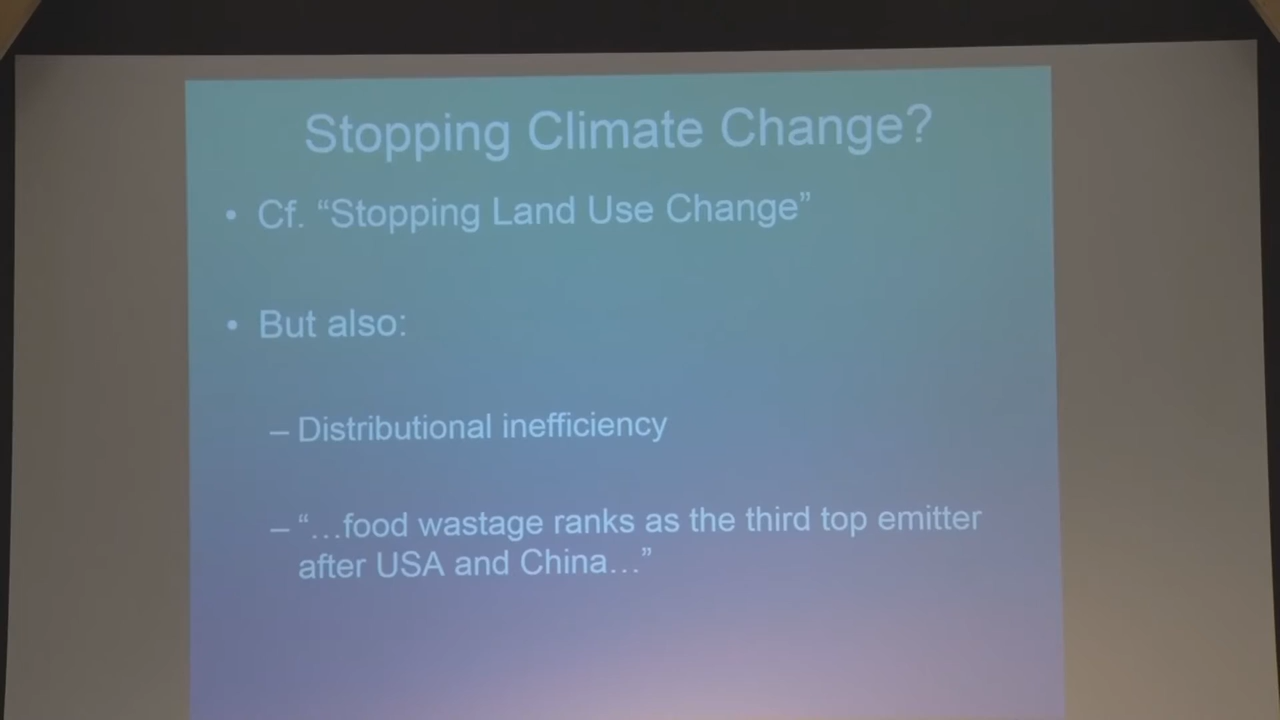 Stopping Climate Change?
• Cf. “Stopping Land Use Change”
• But also:
– Distributional inefficiency
– “…food wastage ranks as the third top emitter
after USA and China…”